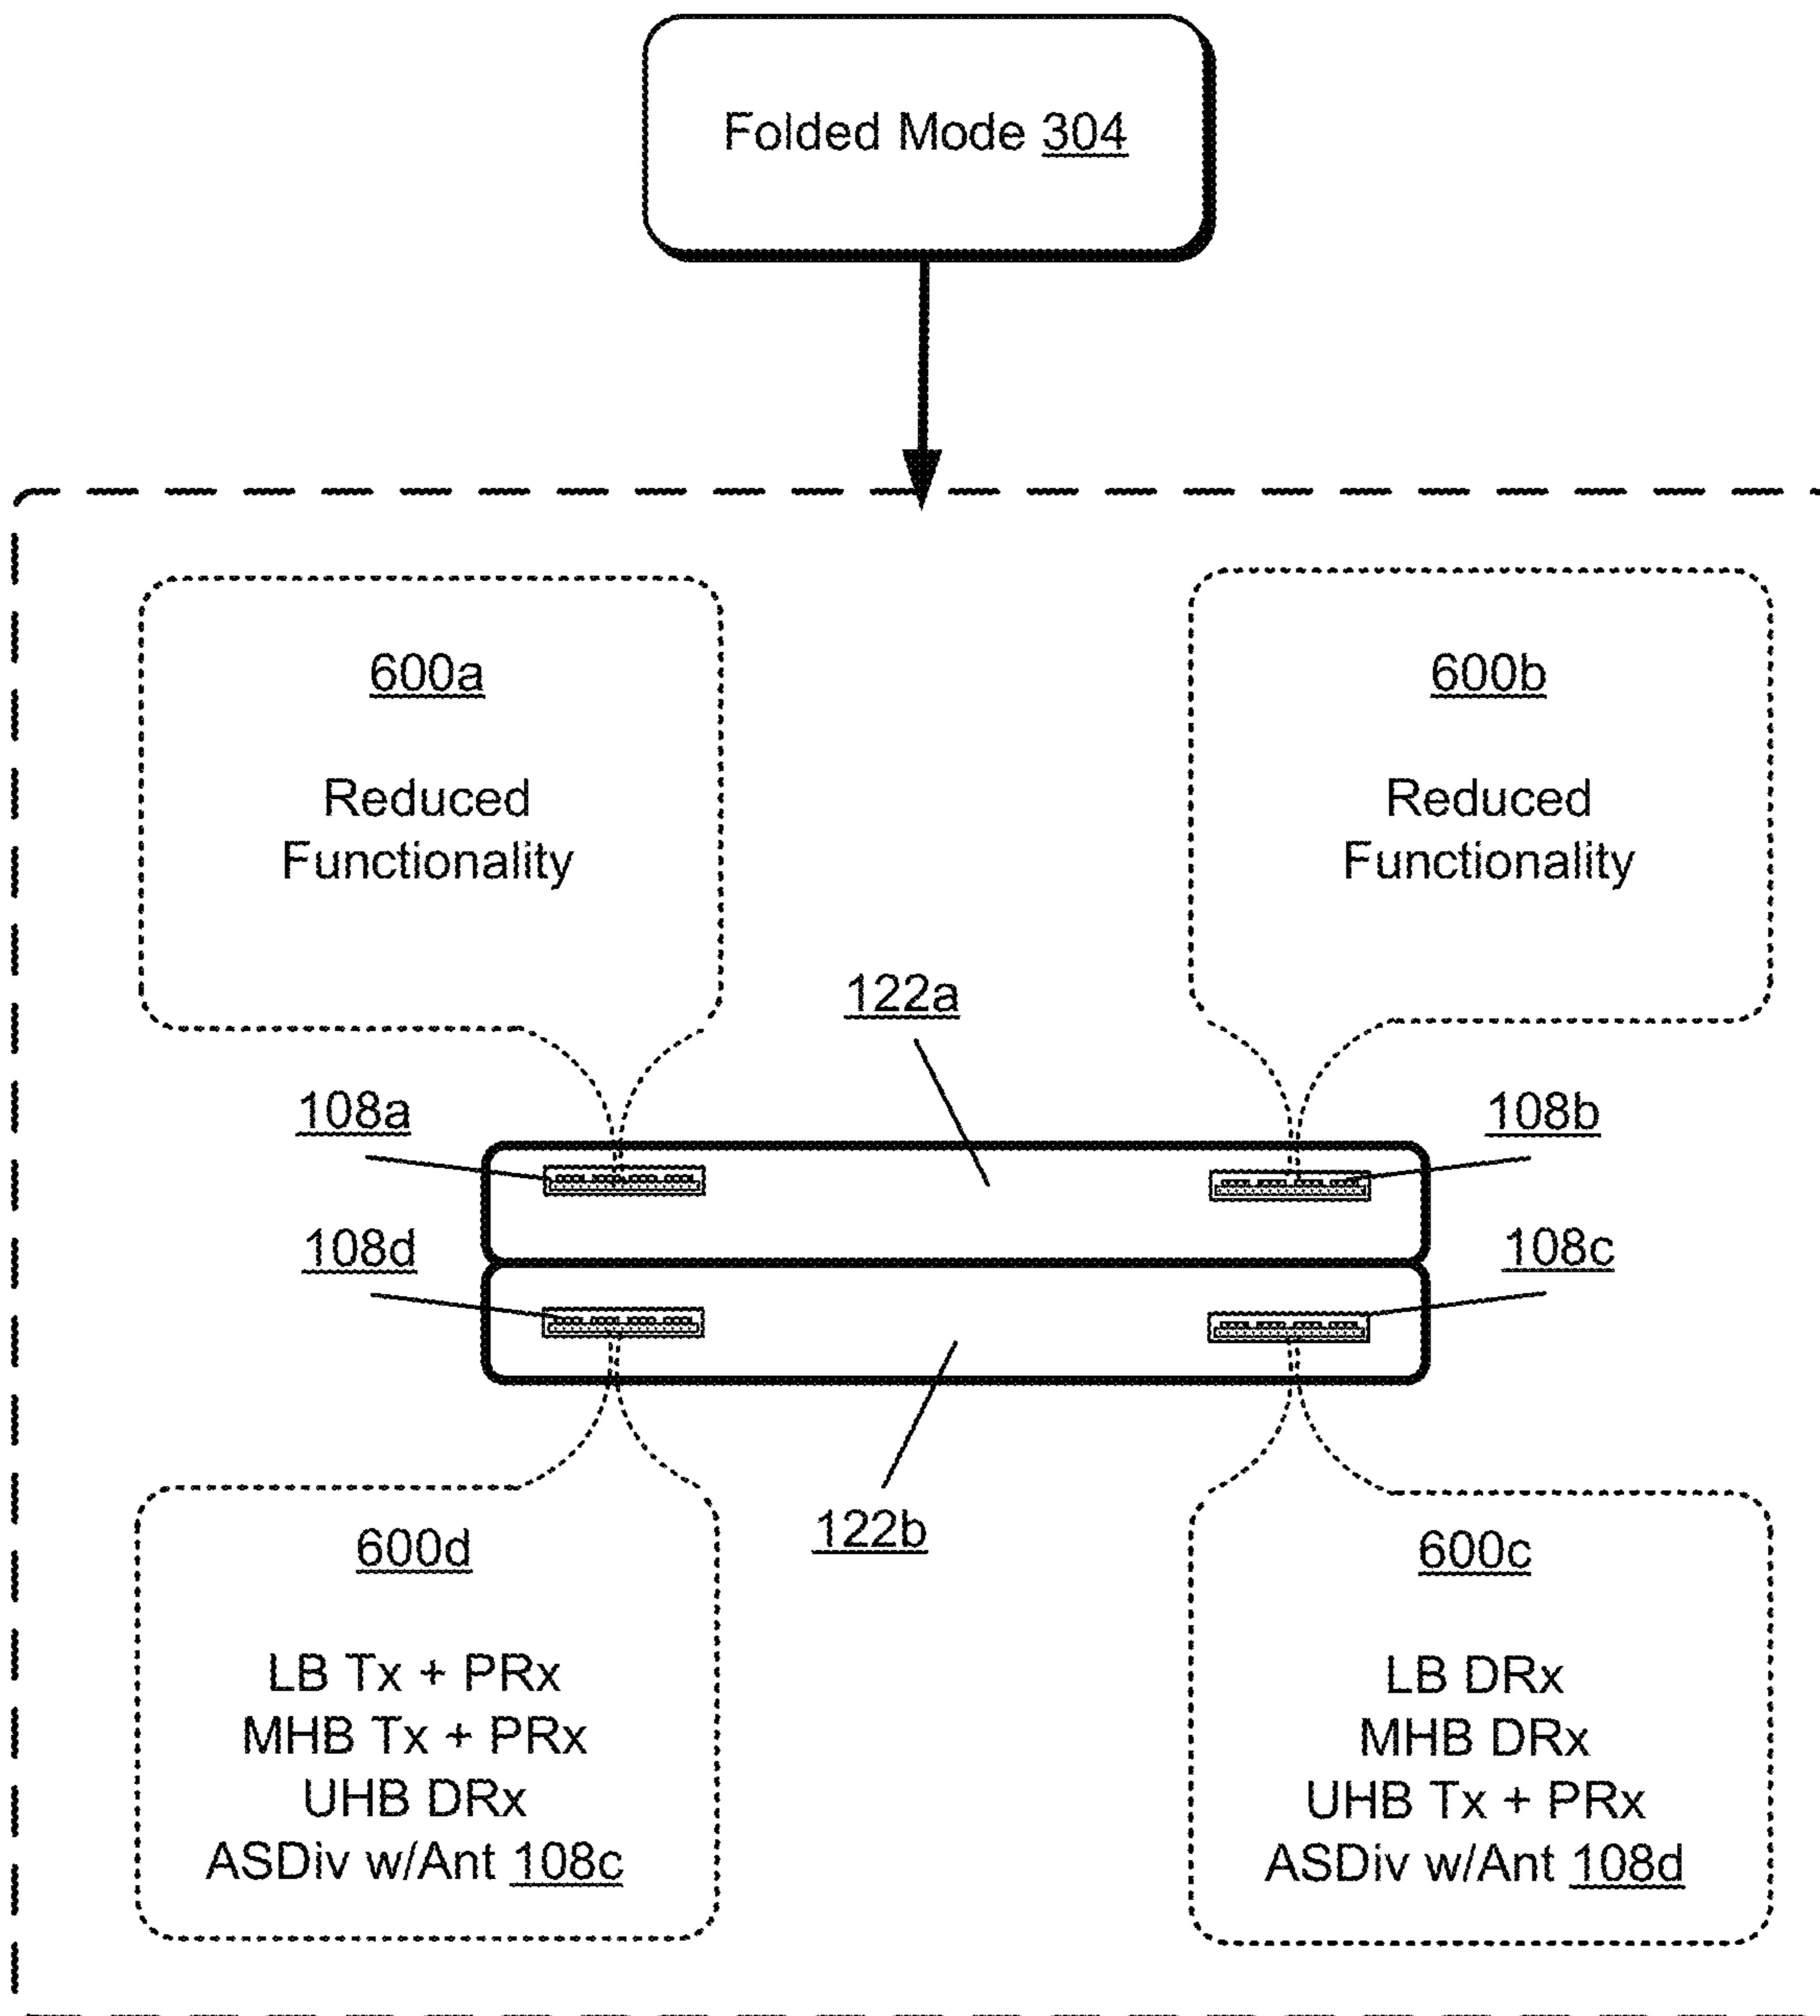 Folded Mode 304
600a
Reduced
Functionality
600b
Reduced
Functionality
122a
108a
108b
108d
108c
122b
600d
LB Tx + PRx
MHB Tx + PRx
UHB DRx
ASDiv w/Ant 108c
600c
LB DRx
MHB DRx
UHB Tx + PRx
ASDiv w/Ant 108d